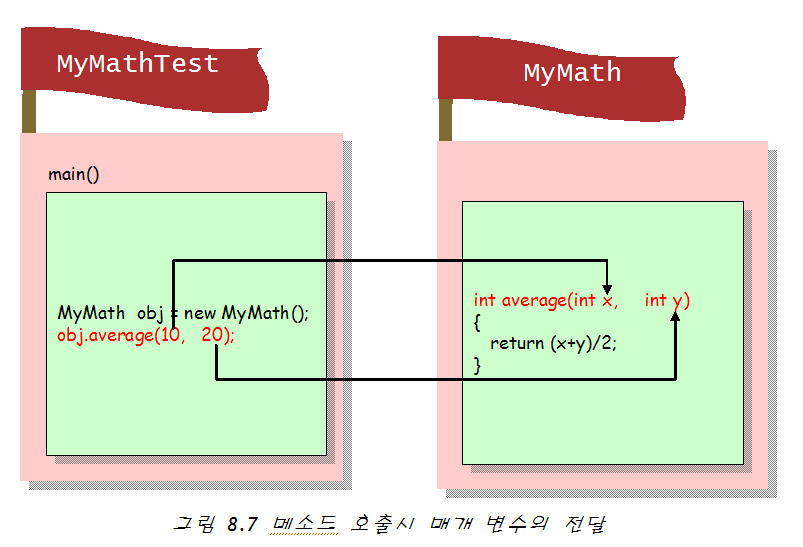 MyMathTest
MyMath
main()
MyMath obj = new MyMath();
obj.average(10, 20);
int average(int x, int y)
{
return (x+y)/2;
}
그림 8.7 메소드 호출시 매개 변수의 전달